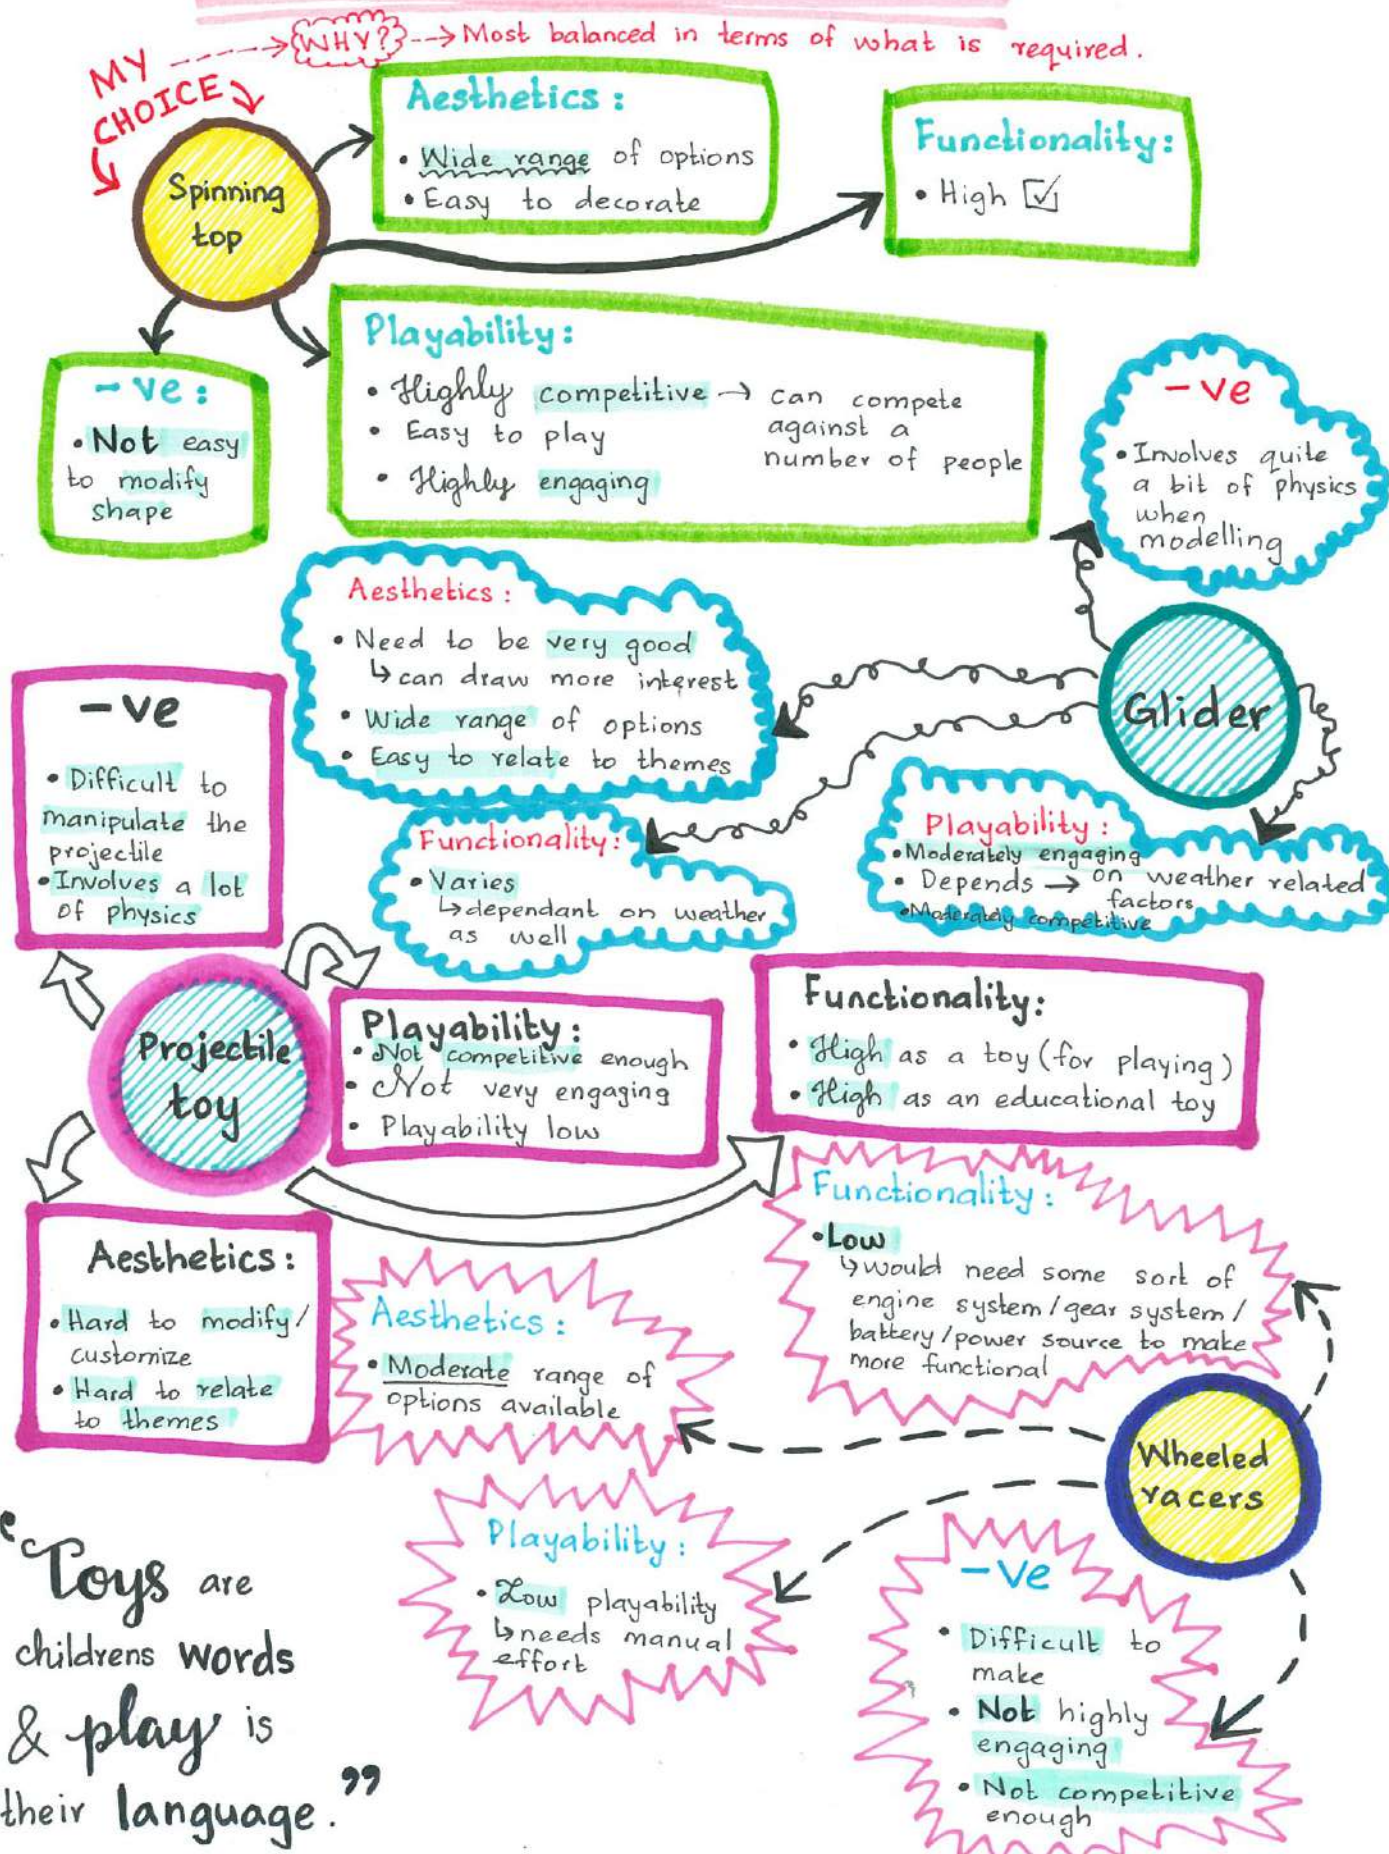 MY
CHOICE
WHY?
Most balanced in terms of what is required.
Spinning
top
Aesthetics:
• Wide range of options
• Easy to decorate
Functionality:
• High
Playability:
• Highly competitive → can compete
against a
number of people
• Easy to play
• Highly engaging
- ve:
• Not easy
to modify
shape
- ve
• Involves quite
a bit of physics
when
modelling
Glider
Aesthetics:
• Need to be very good
↳ can draw more interest
• Wide range of options
• Easy to relate to themes
Functionality:
• Varies
↳ dependant on weather
as well
Playability:
• Moderately engaging
• Depends → on weather related
factors
• Moderately competitive
- ve
• Difficult to
manipulate the
projectile
• Involves a lot
of physics
Projectile
toy
Playability:
• Not competitive enough
• Not very engaging
• Playability low
Functionality:
• High as a toy (for playing)
• High as an educational toy
Aesthetics:
• Hard to modify/
customize
• Hard to relate
to themes
Functionality:
• Low
↳ would need some sort of
engine system/gear system/
battery/power source to make
more functional
Aesthetics:
• Moderate range of
options available
Wheeled
racers
Playability:
• Low playability
↳ needs manual
effort
- ve
• Difficult to
make
• Not highly
engaging
• Not competitive
enough
"Toys are
childrens words
& play is
their language."